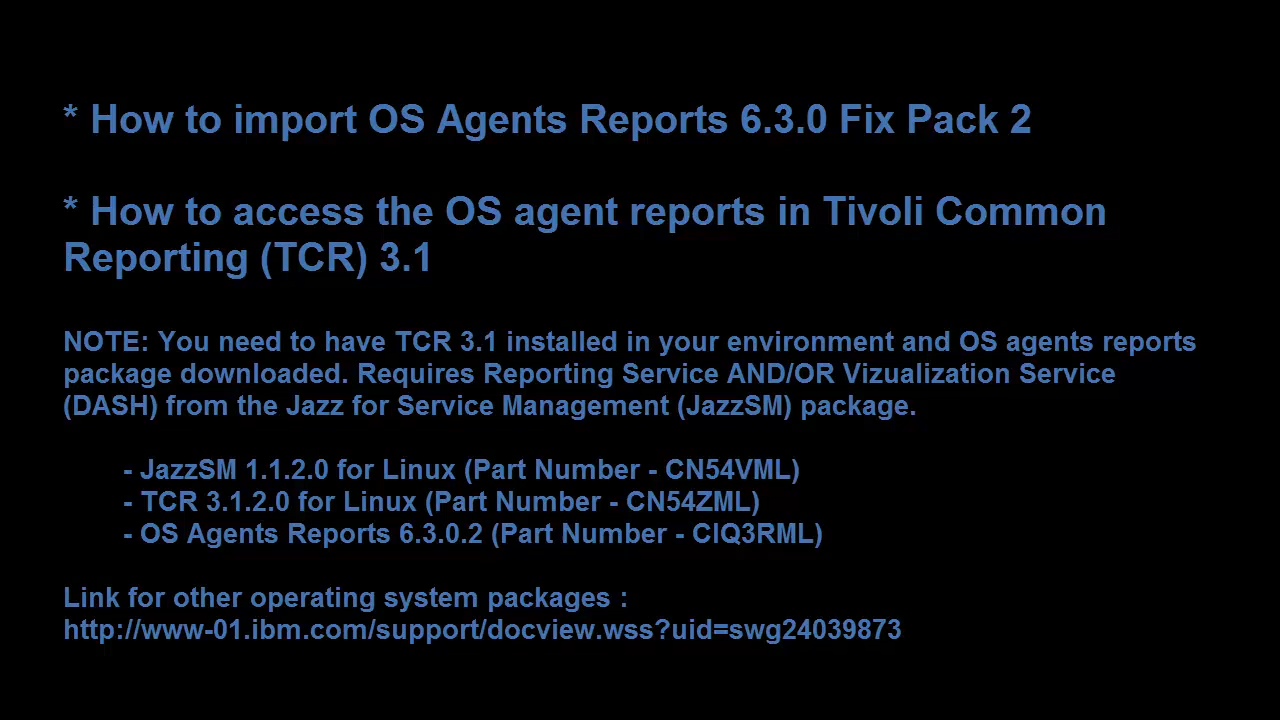 * How to import OS Agents Reports 6.3.0 Fix Pack 2
* How to access the OS agent reports in Tivoli Common
Reporting (TCR) 3.1
NOTE: You need to have TCR 3.1 installed in your environment and OS agents reports
package downloaded. Requires Reporting Service AND/OR Vizualization Service
(DASH) from the Jazz for Service Management (JazzSM) package.
- JazzSM 1.1.2.0 for Linux (Part Number - CN54VML)
- TCR 3.1.2.0 for Linux (Part Number - CN54ZML)
- OS Agents Reports 6.3.0.2 (Part Number - CIQ3RML)
Link for other operating system packages :
http://www-01.ibm.com/support/docview.wss?uid=swg24039873